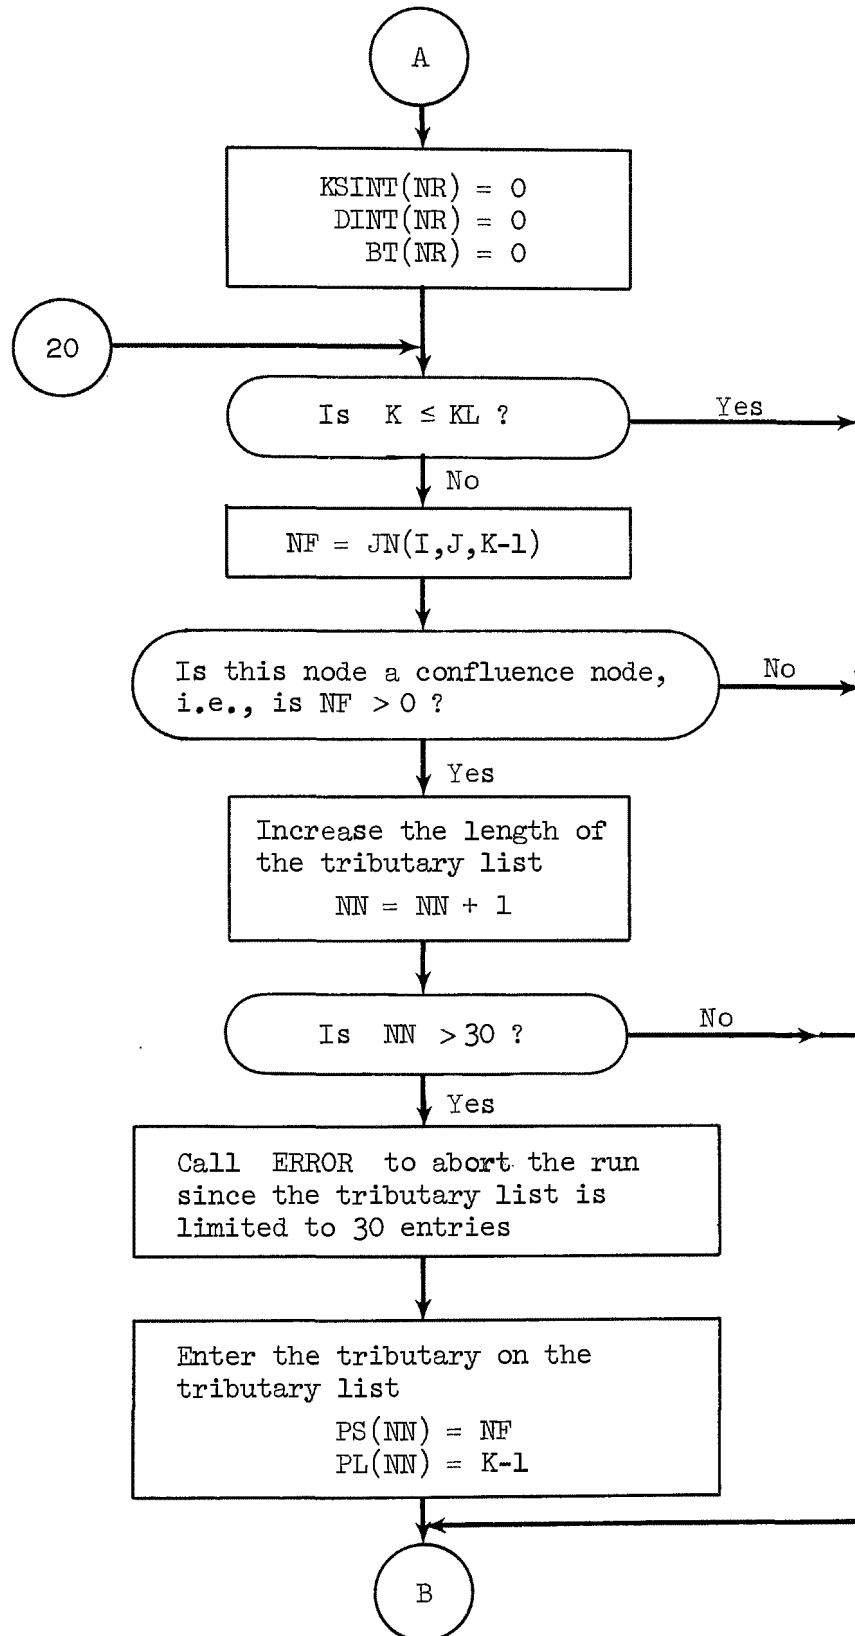 A
KSINT(NR) = 0
DINT(NR) = 0
BT(NR) = 0
20
Is K ≤ KL ?
Yes
No
NF = JN(I,J,K-1)
Is this node a confluence node,
i.e., is NF > 0 ?
No
Yes
Increase the length of
the tributary list
NN = NN + 1
Is NN > 30 ?
No
Yes
Call ERROR to abort the run
since the tributary list is
limited to 30 entries
Enter the tributary on the
tributary list
PS(NN) = NF
PL(NN) = K-1
B